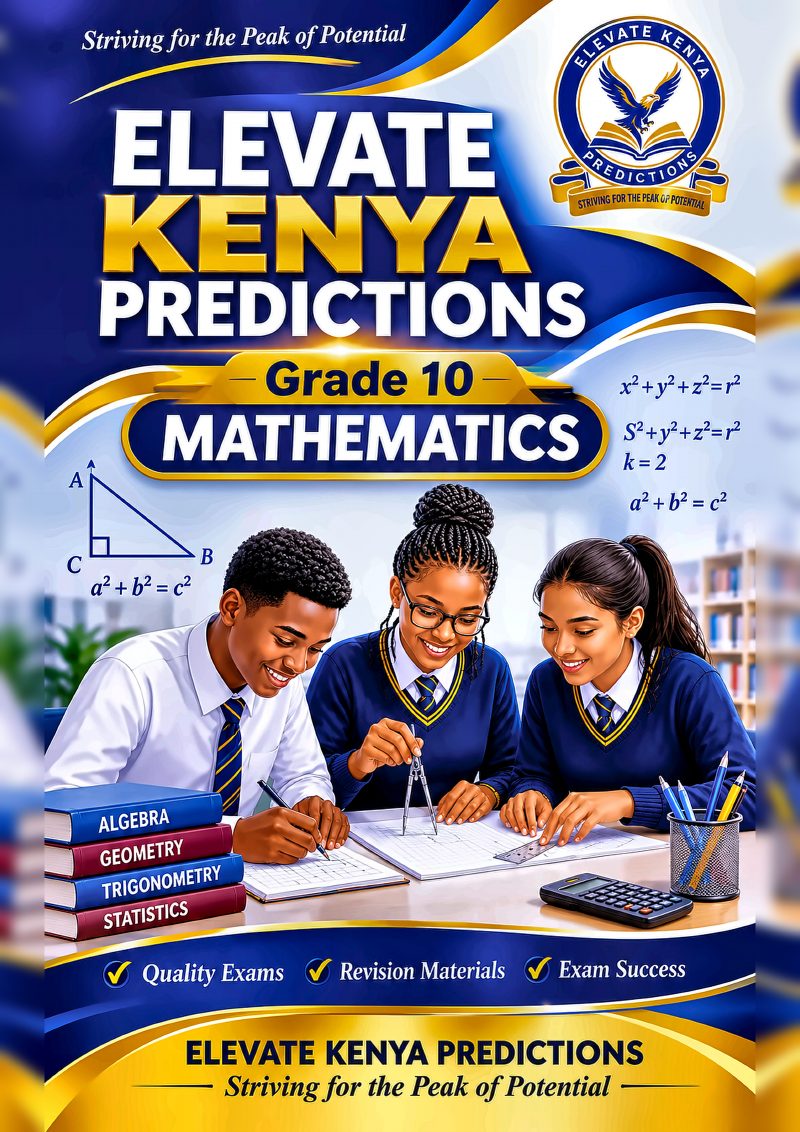 Striving for the Peak of Potential
ELEVATE KENYA
PREDICTIONS
STRIVING FOR THE PEAK OF POTENTIAL
ELEVATE
KENYA
PREDICTIONS
Grade 10
MATHEMATICS
x²+y²+z²=r²
S²+y²+z²=r²
k=2
a²+b²=c²
A
C
B
a²+b²=c²
ALGEBRA
GEOMETRY
TRIGONOMETRY
STATISTICS
Quality Exams
Revision Materials
Exam Success
ELEVATE KENYA PREDICTIONS
Striving for the Peak of Potential